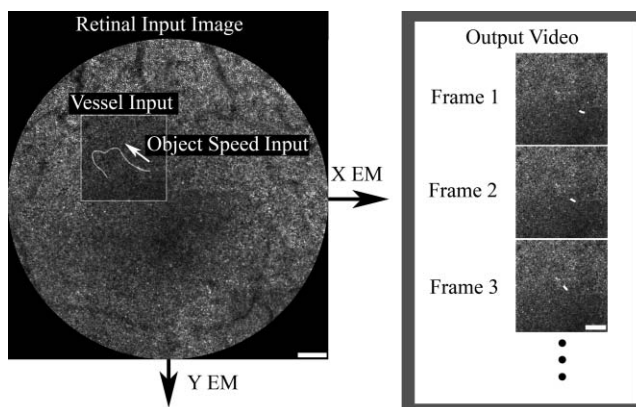 Retinal Input Image
Vessel Input
Object Speed Input
X EM
Y EM
Output Video
Frame 1
Frame 2
Frame 3